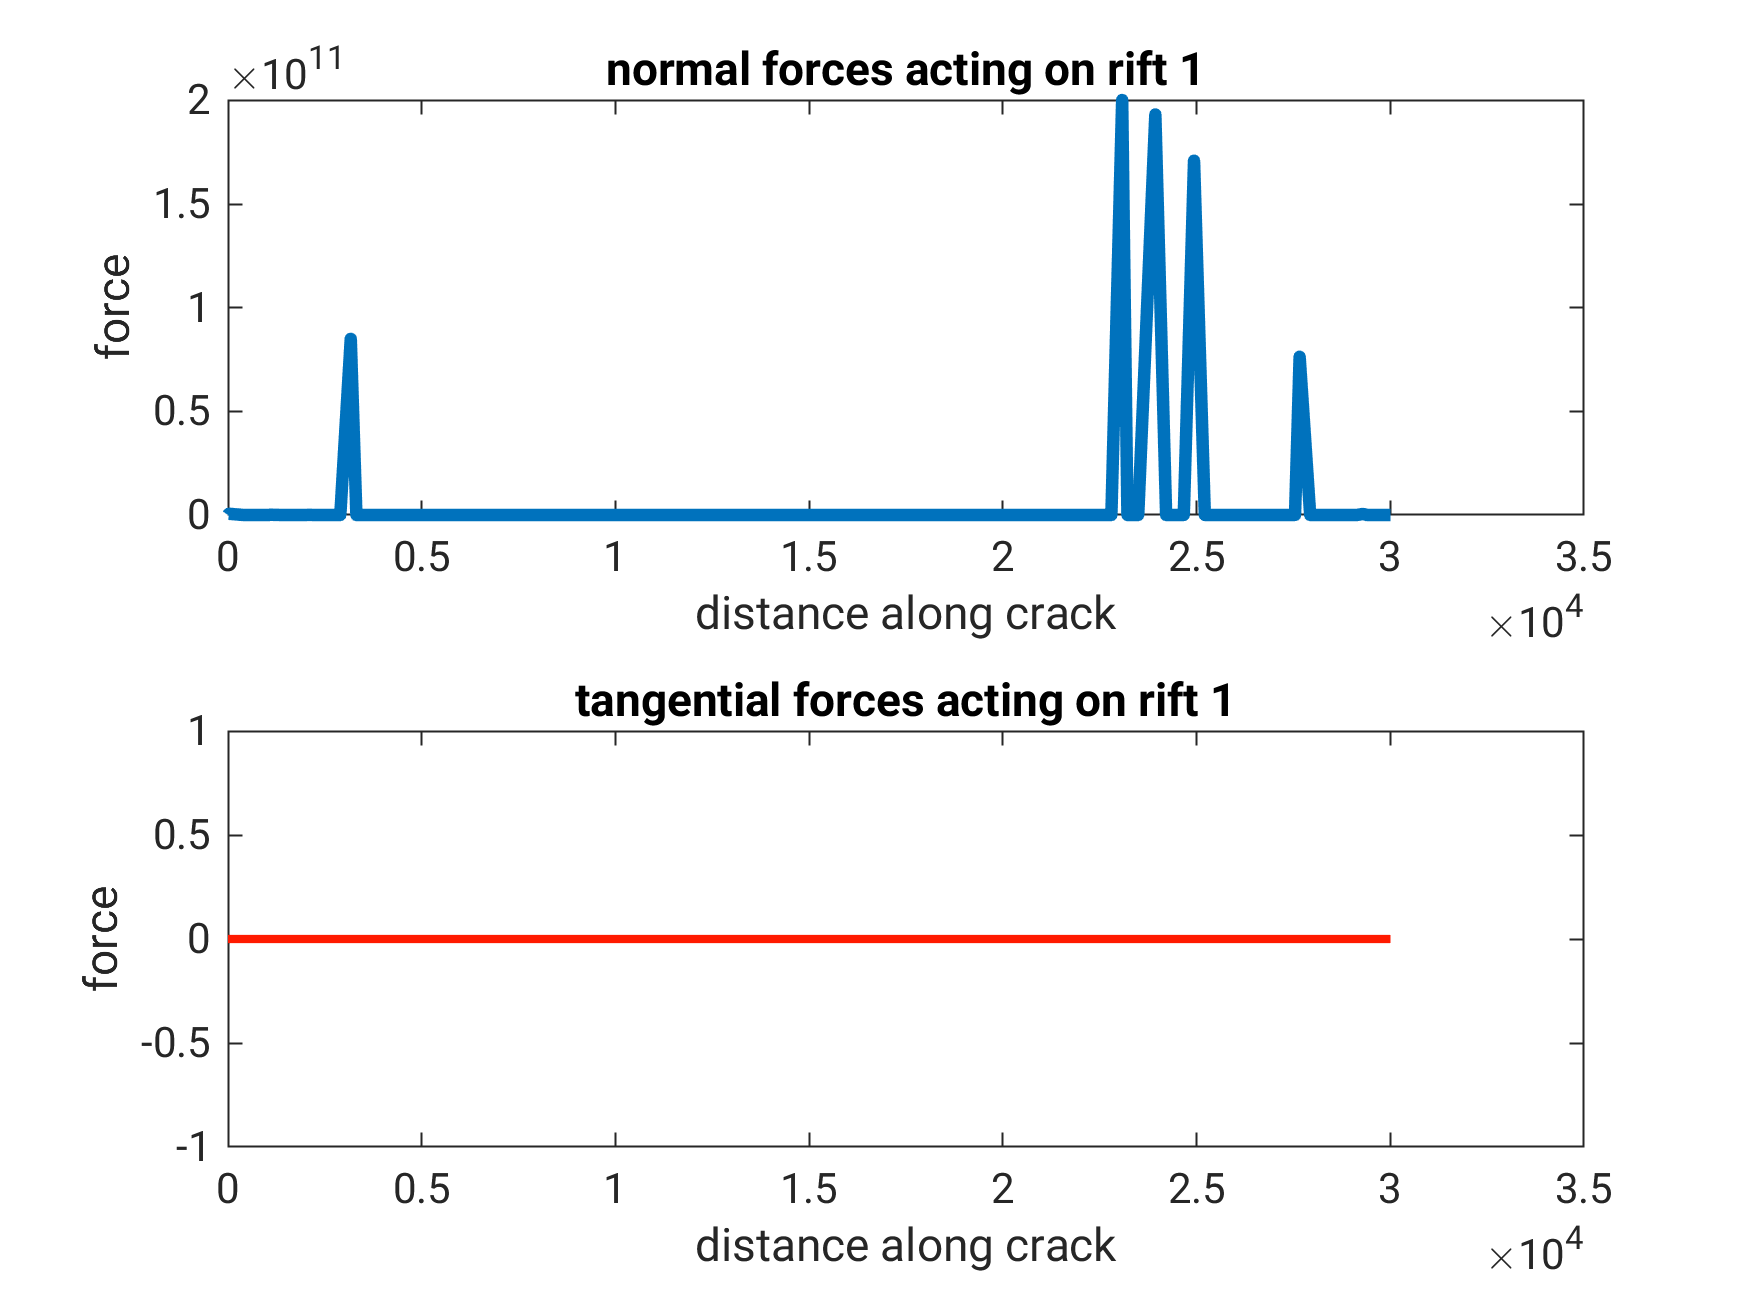 ×10^11
normal forces acting on rift 1
2
1.5
1
0.5
0
force
0 0.5 1 1.5 2 2.5 3 3.5
distance along crack
×10^4
tangential forces acting on rift 1
1
0.5
0
-0.5
-1
force
0 0.5 1 1.5 2 2.5 3 3.5
distance along crack
×10^4